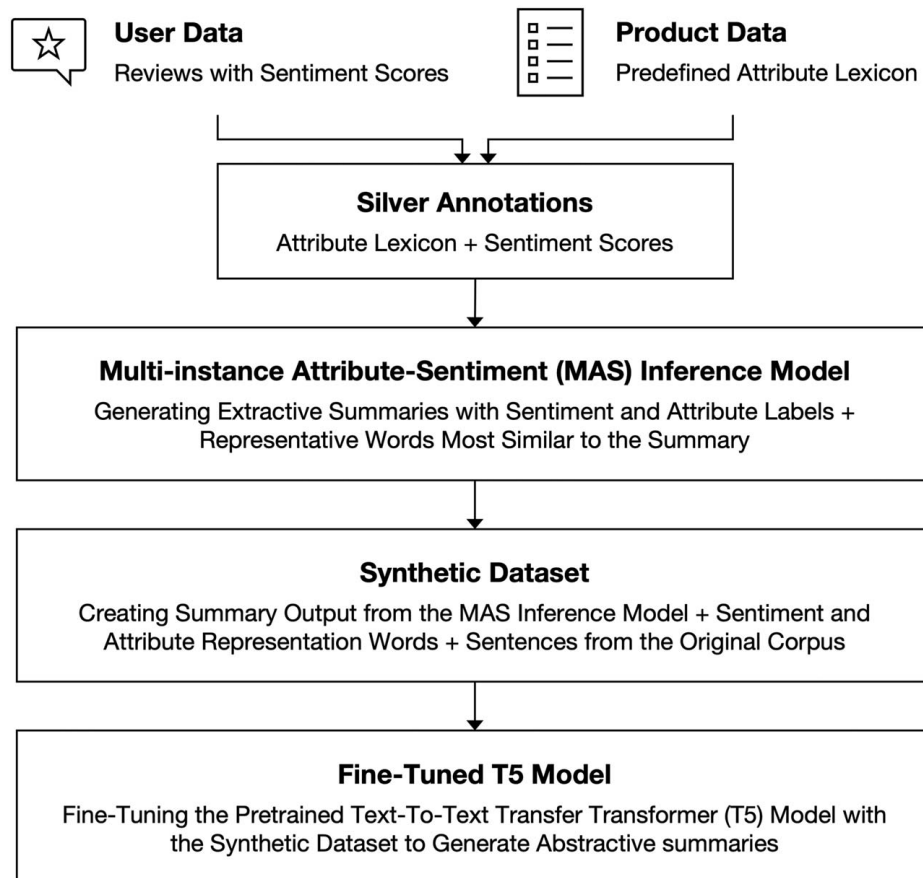 User Data
Reviews with Sentiment Scores
Product Data
Predefined Attribute Lexicon
Silver Annotations
Attribute Lexicon + Sentiment Scores
Multi-instance Attribute-Sentiment (MAS) Inference Model
Generating Extractive Summaries with Sentiment and Attribute Labels +
Representative Words Most Similar to the Summary
Synthetic Dataset
Creating Summary Output from the MAS Inference Model + Sentiment and
Attribute Representation Words + Sentences from the Original Corpus
Fine-Tuned T5 Model
Fine-Tuning the Pretrained Text-To-Text Transfer Transformer (T5) Model with
the Synthetic Dataset to Generate Abstractive summaries